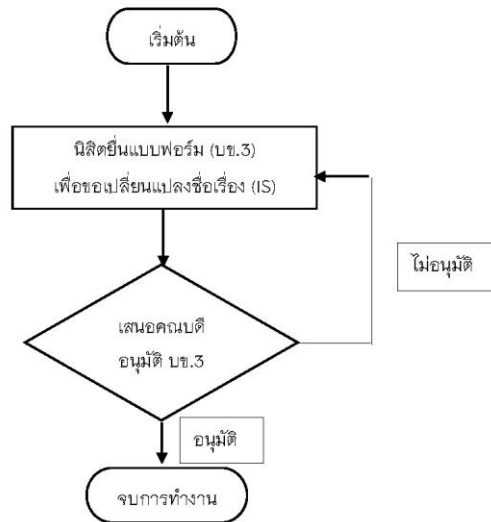 เริ่มต้น
นิสิตยื่นแบบฟอร์ม (บข.3)
เพื่อขอเปลี่ยนแปลงชื่อเรื่อง (IS)
ไม่อนุมัติ
เสนอคณบดี
อนุมัติ บข.3
อนุมัติ
จบการทำงาน